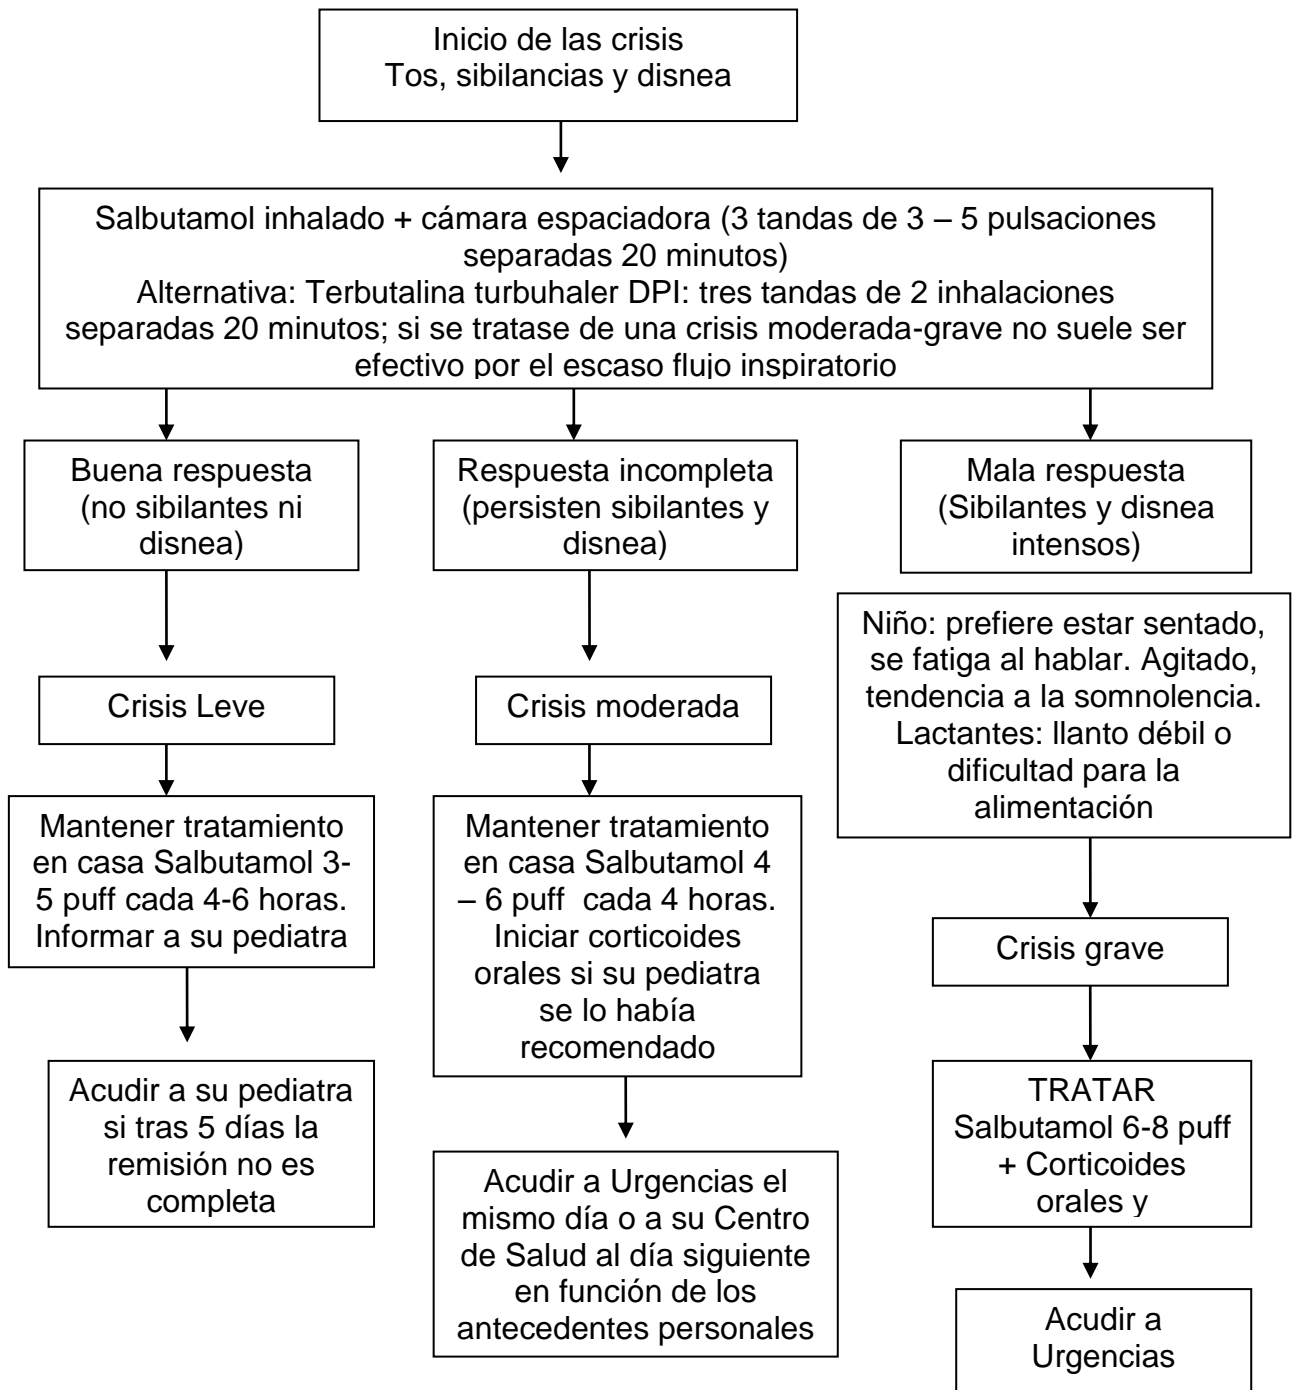 Inicio de las crisis
Tos, sibilancias y disnea
Salbutamol inhalado + cámara espaciadora (3 tandas de 3 – 5 pulsaciones
separadas 20 minutos)
Alternativa: Terbutalina turbuhaler DPI: tres tandas de 2 inhalaciones
separadas 20 minutos; si se tratase de una crisis moderada-grave no suele ser
efectivo por el escaso flujo inspiratorio
Buena respuesta
(no sibilantes ni
disnea)
Crisis Leve
Mantener tratamiento
en casa Salbutamol 3-
5 puff cada 4-6 horas.
Informar a su pediatra
Acudir a su pediatra
si tras 5 días la
remisión no es
completa
Respuesta incompleta
(persisten sibilantes y
disnea)
Crisis moderada
Mantener tratamiento
en casa Salbutamol 4
– 6 puff cada 4 horas.
Iniciar corticoides
orales si su pediatra
se lo había
recomendado
Acudir a Urgencias el
mismo día o a su Centro
de Salud al día siguiente
en función de los
antecedentes personales
Mala respuesta
(Sibilantes y disnea
intensos)
Niño: prefiere estar sentado,
se fatiga al hablar. Agitado,
tendencia a la somnolencia.
Lactantes: llanto débil o
dificultad para la
alimentación
Crisis grave
TRATAR
Salbutamol 6-8 puff
+ Corticoides
orales y
Acudir a
Urgencias